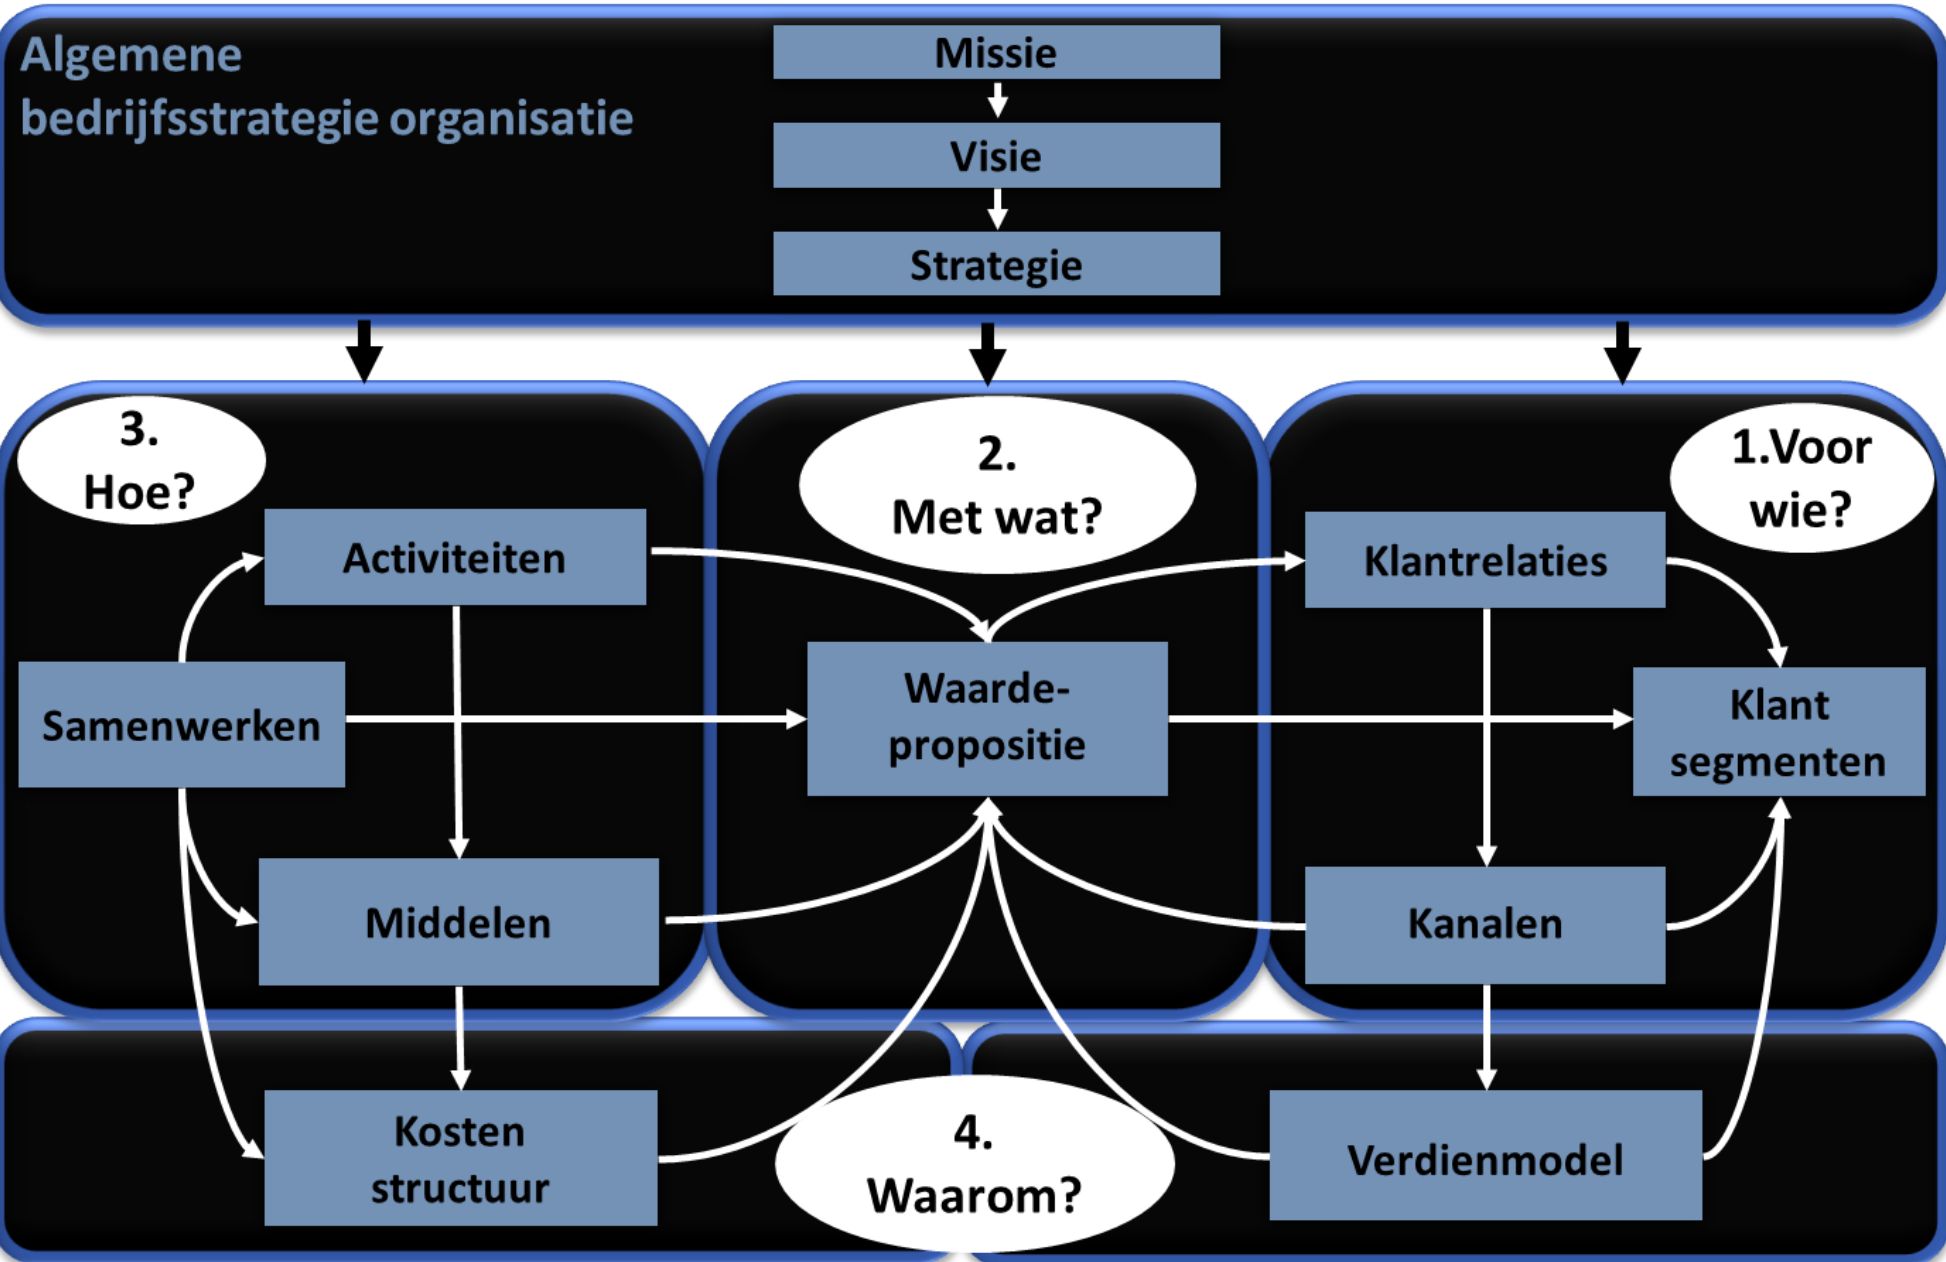 Algemene
bedrijfsstrategie organisatie
Missie
Visie
Strategie
3.
Hoe?
2.
Met wat?
1.Voor
wie?
Activiteiten
Klantrelaties
Samenwerken
Waarde-
propositie
Klant
segmenten
Middelen
Kanalen
Kosten
structuur
4.
Waarom?
Verdienmodel